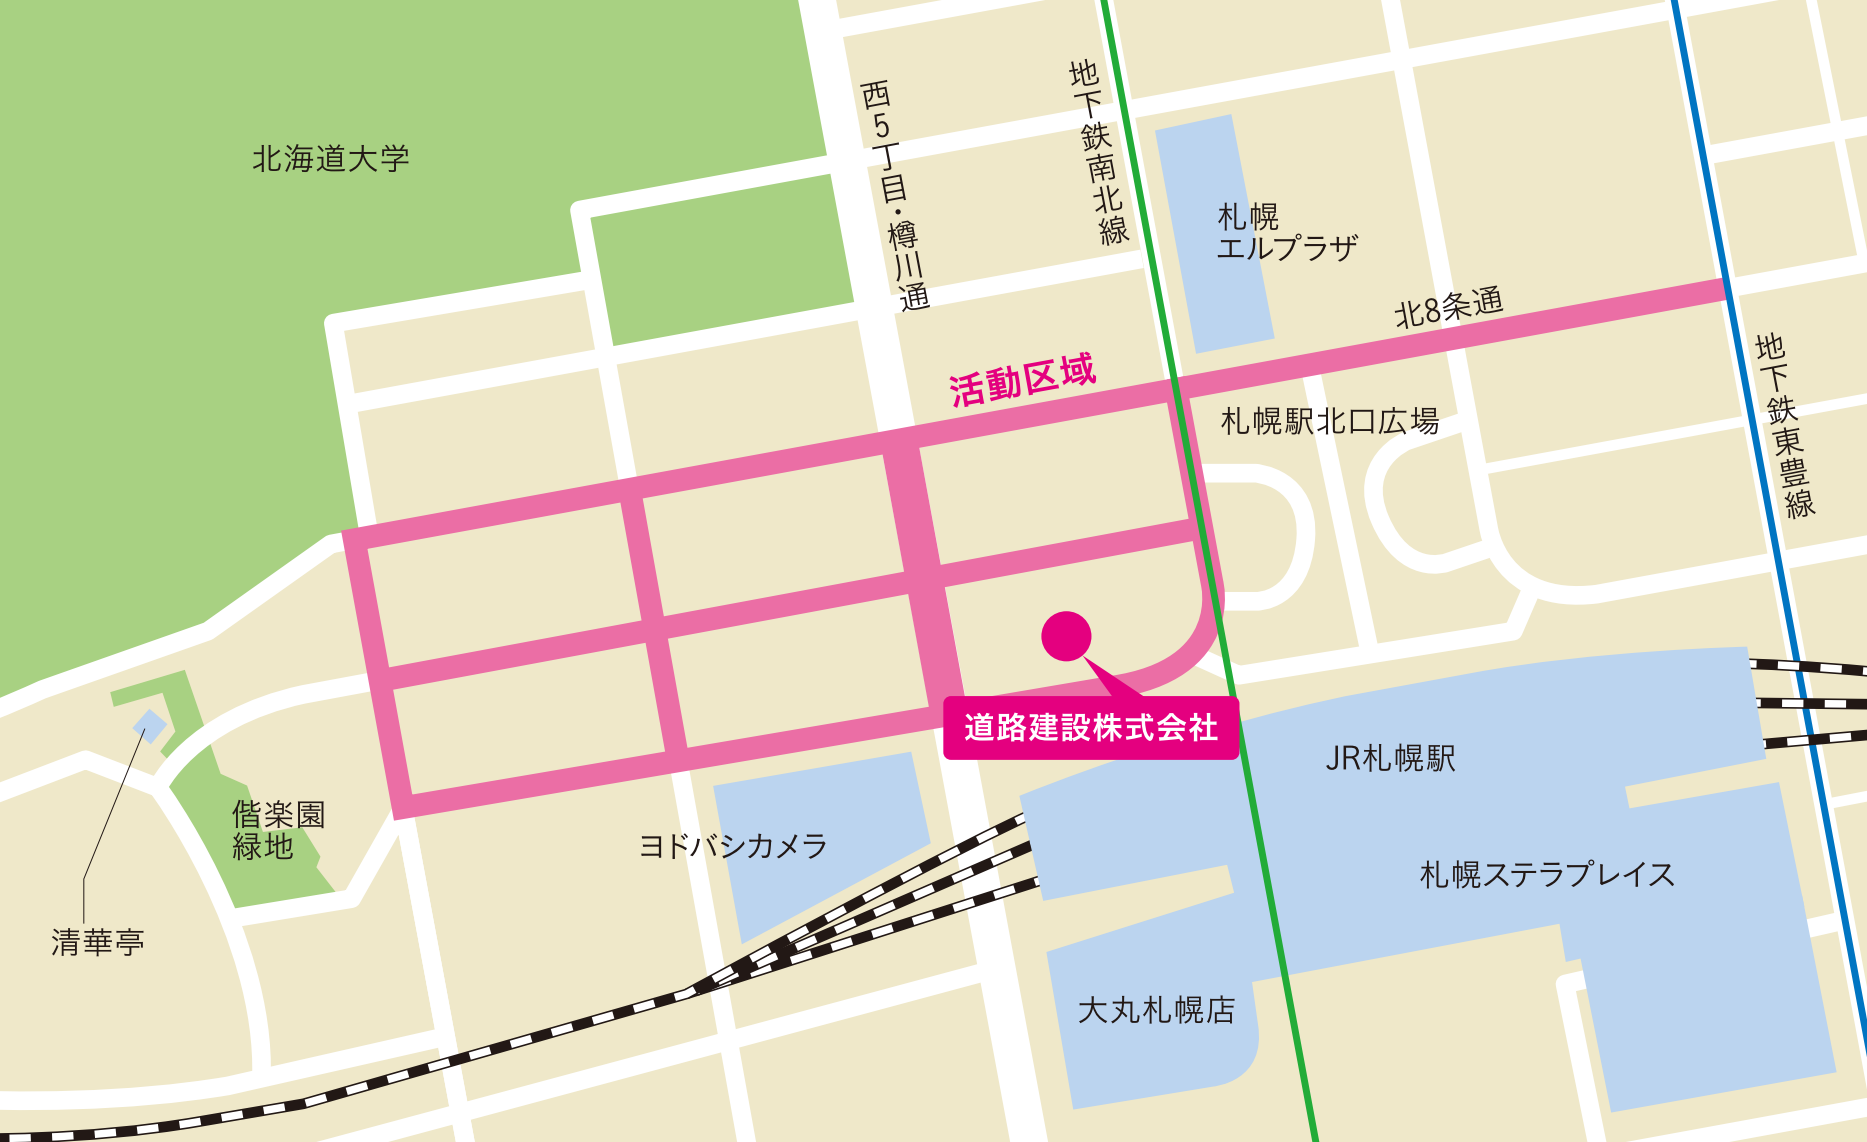 北海道大学
西5丁目・樽川通
地下鉄南北線
札幌
エルプラザ
北8条通
活動区域
札幌駅北口広場
地下鉄東豊線
道路建設株式会社
JR札幌駅
偕楽園
緑地
ヨドバシカメラ
札幌ステラプレイス
清華亭
大丸札幌店